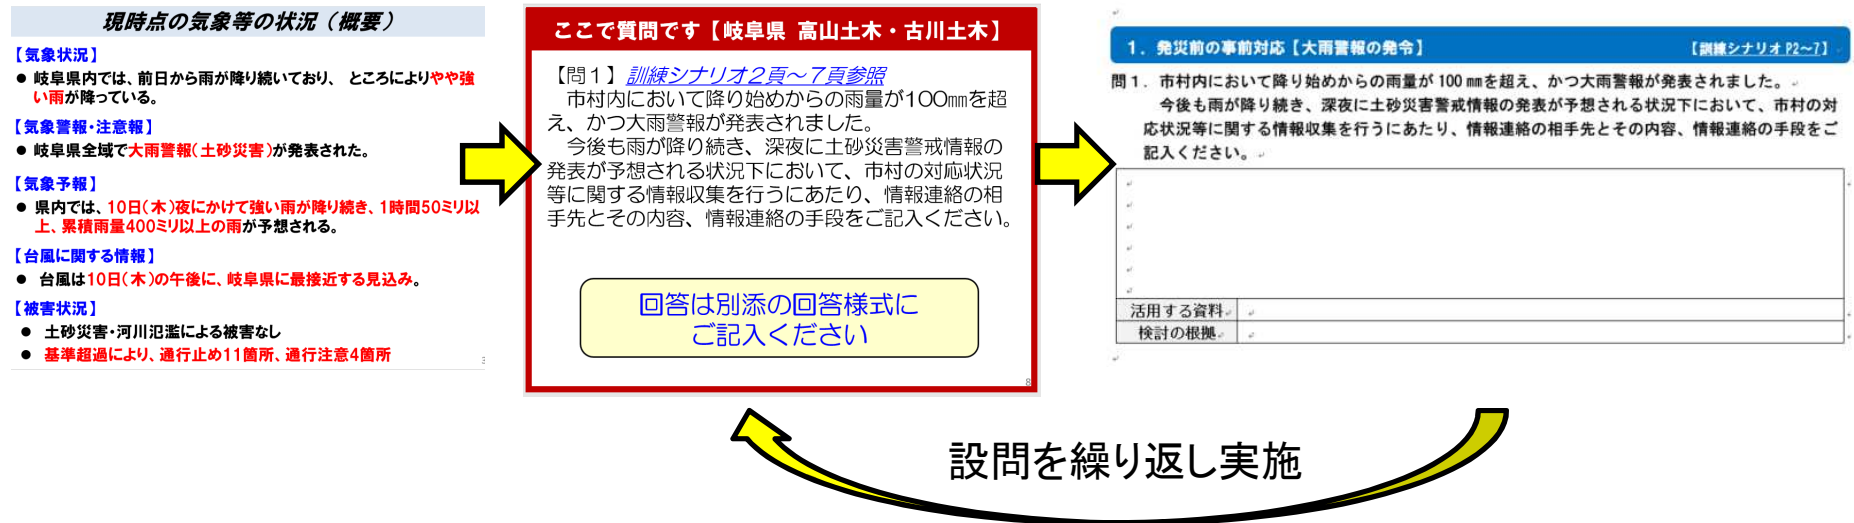 現時点の気象等の状況（概要）
【気象状況】
● 岐阜県内では、前日から雨が降り続いており、 ところによりやや強
い雨が降っている。
【気象警報・注意報】
● 岐阜県全域で大雨警報（土砂災害）が発表された。
【気象予報】
● 県内では、10日（木）夜にかけて強い雨が降り続き、1時間50ミリ以
上、累積雨量400ミリ以上の雨が予想される。
【台風に関する情報】
● 台風は10日（木）の午後に、岐阜県に最接近する見込み。
【被害状況】
● 土砂災害・河川氾濫による被害なし
● 基準超過により、通行止め11箇所、通行注意4箇所
3
ここで質問です【岐阜県 高山土木・古川土木】
【問１】訓練シナリオ２頁～７頁参照
市村内において降り始めからの雨量が100㎜を超
え、かつ大雨警報が発表されました。
今後も雨が降り続き、深夜に土砂災害警戒情報の
発表が予想される状況下において、市村の対応状況
等に関する情報収集を行うにあたり、情報連絡の相
手先とその内容、情報連絡の手段をご記入ください。
回答は別添の回答様式に
ご記入ください
8
１．発災前の事前対応【大雨警報の発令】 【訓練シナリオ P2～7】
問１．市村内において降り始めからの雨量が 100 ㎜を超え、かつ大雨警報が発表されました。
今後も雨が降り続き、深夜に土砂災害警戒情報の発表が予想される状況下において、市村の対
応状況等に関する情報収集を行うにあたり、情報連絡の相手先とその内容、情報連絡の手段をご
記入ください。
活用する資料
検討の根拠
設問を繰り返し実施